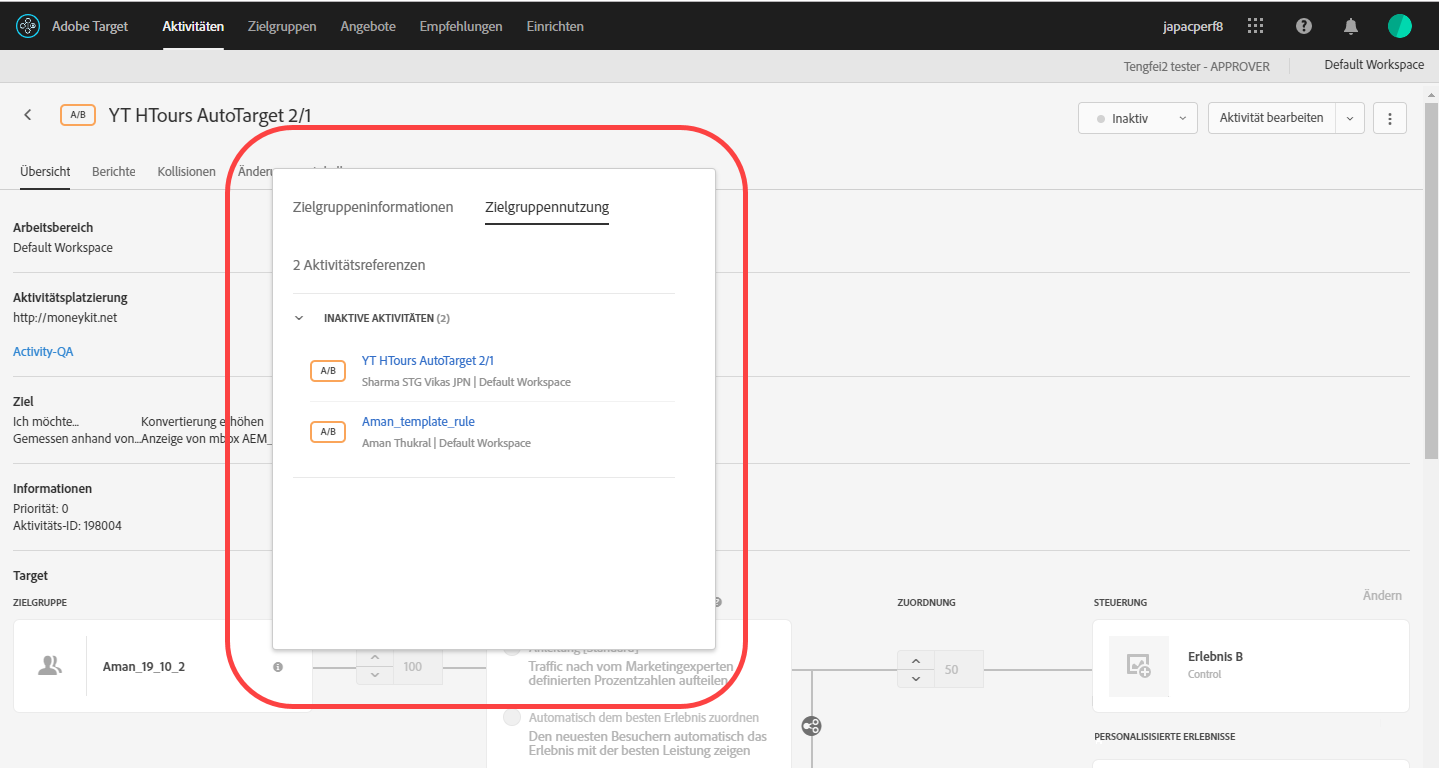 Adobe Target
Aktivitäten
Zielgruppen
Angebote
Empfehlungen
Einrichten
japacperf8
Tengfei2 tester - APPROVER
Default Workspace
A/B
YT HTours AutoTarget 2/1
Inaktiv
Aktivität bearbeiten
Übersicht
Berichte
Kollisionen
Arbeitsbereich
Default Workspace
Aktivitätsplatzierung
http://moneykit.net
Activity-QA
Ziel
Ich möchte... Konvertierung erhöhen
Gemessen anhand von...Anzeige von mbox AEM_
Informationen
Priorität: 0
Aktivitäts-ID: 198004
Target
ZIELGRUPPE
Aman_19_10_2
Zielgruppeninformationen
Zielgruppennutzung
2 Aktivitätsreferenzen
INAKTIVE AKTIVITÄTEN (2)
A/B
YT HTours AutoTarget 2/1
Sharma STG Vikas JPN | Default Workspace
A/B
Aman_template_rule
Aman Thukral | Default Workspace
100
Traffic nach vom Marketingexperten
definierten Prozentzahlen aufteilen
Automatisch dem besten Erlebnis zuordnen
Den neuesten Besuchern automatisch das
Erlebnis mit der besten Leistung zeigen
ZUORDNUNG
50
STEUERUNG
Ändern
Erlebnis B
Control
PERSONALISIERTE ERLEBNISSE